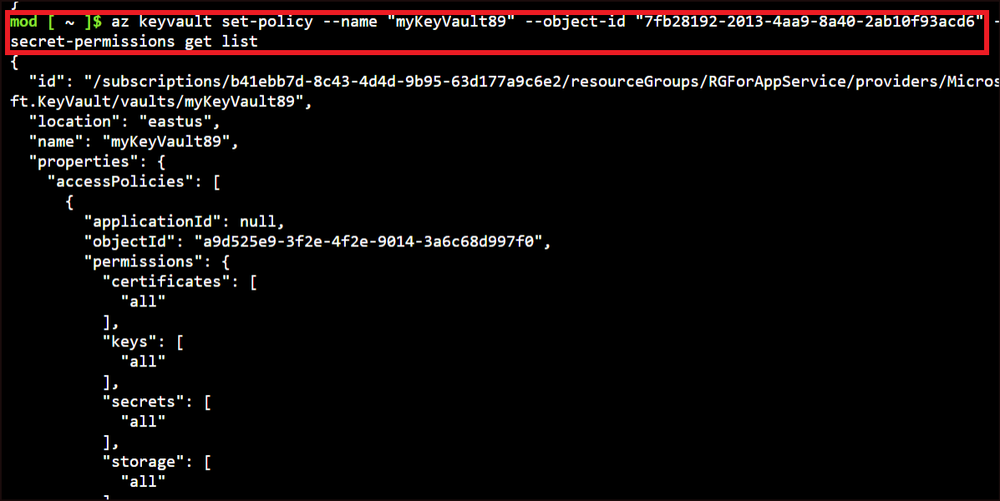 {
mod [ ~ ]$ az keyvault set-policy --name "myKeyVault89" --object-id "7fb28192-2013-4aa9-8a40-2ab10f93acd6" -
secret-permissions get list
{
  "id": "/subscriptions/b41ebb7d-8c43-4d4d-9b95-63d177a9c6e2/resourceGroups/RGForAppService/providers/Micros
ft.KeyVault/vaults/myKeyVault89",
  "location": "eastus",
  "name": "myKeyVault89",
  "properties": {
    "accessPolicies": [
      {
        "applicationId": null,
        "objectId": "a9d525e9-3f2e-4f2e-9014-3a6c68d997f0",
        "permissions": {
          "certificates": [
            "all"
          ],
          "keys": [
            "all"
          ],
          "secrets": [
            "all"
          ],
          "storage": [
            "all"
          ]